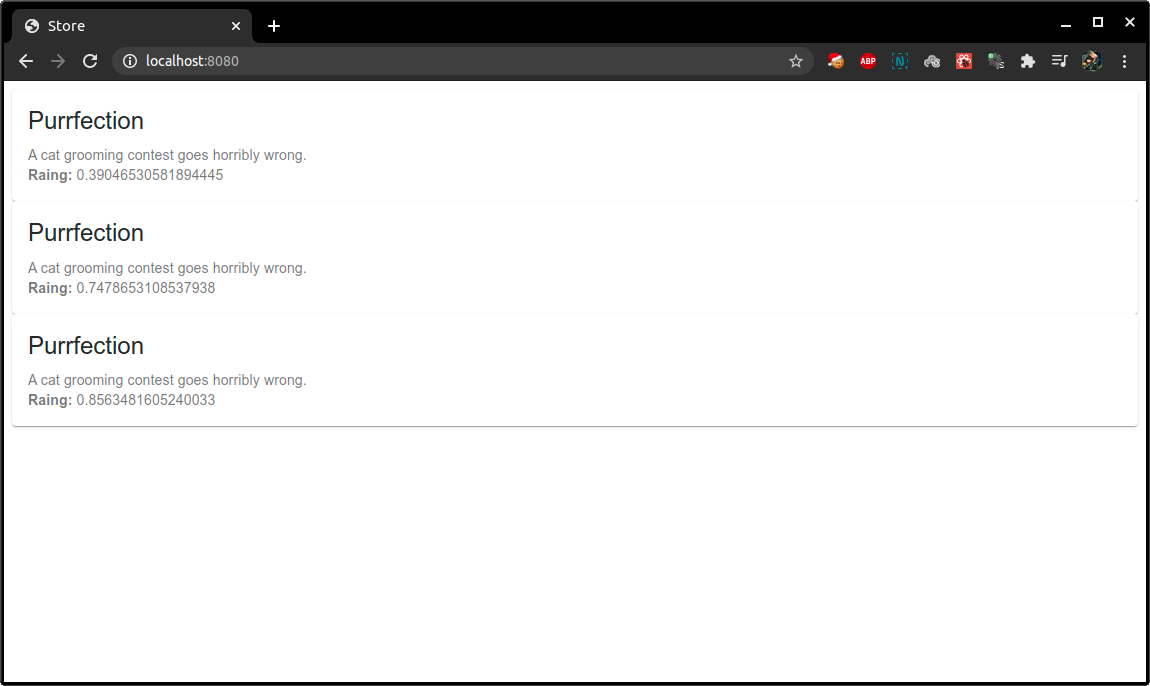 Store
localhost:8080
ABP
N
Purrfection
A cat grooming contest goes horribly wrong.
Raing: 0.39046530581894445
Purrfection
A cat grooming contest goes horribly wrong.
Raing: 0.7478653108537938
Purrfection
A cat grooming contest goes horribly wrong.
Raing: 0.8563481605240033